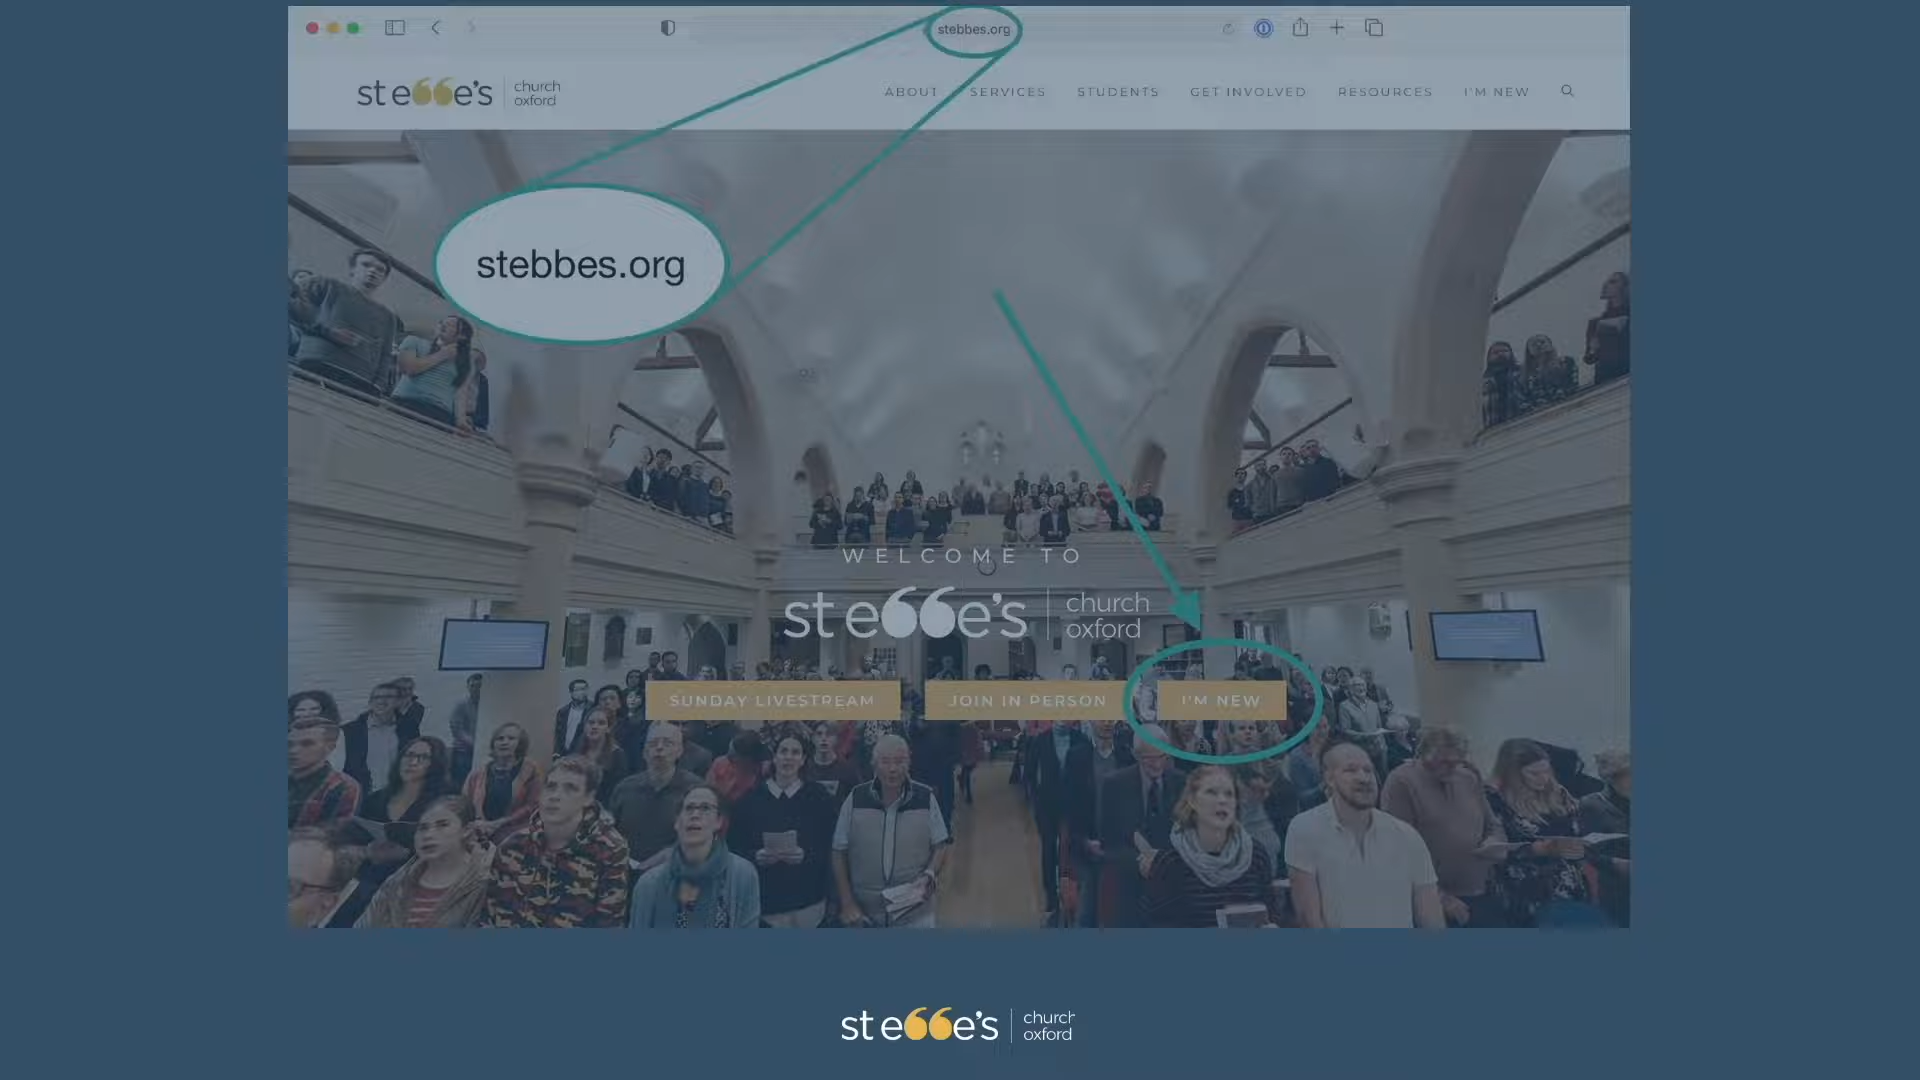 stebbes.org
st ebbe's church oxford
ABOUT SERVICES STUDENTS GET INVOLVED RESOURCES I'M NEW
stebbes.org
WELCOME TO
st ebbe's church oxford
SUNDAY LIVESTREAM JOIN IN PERSON I'M NEW
st ebbe's church oxford